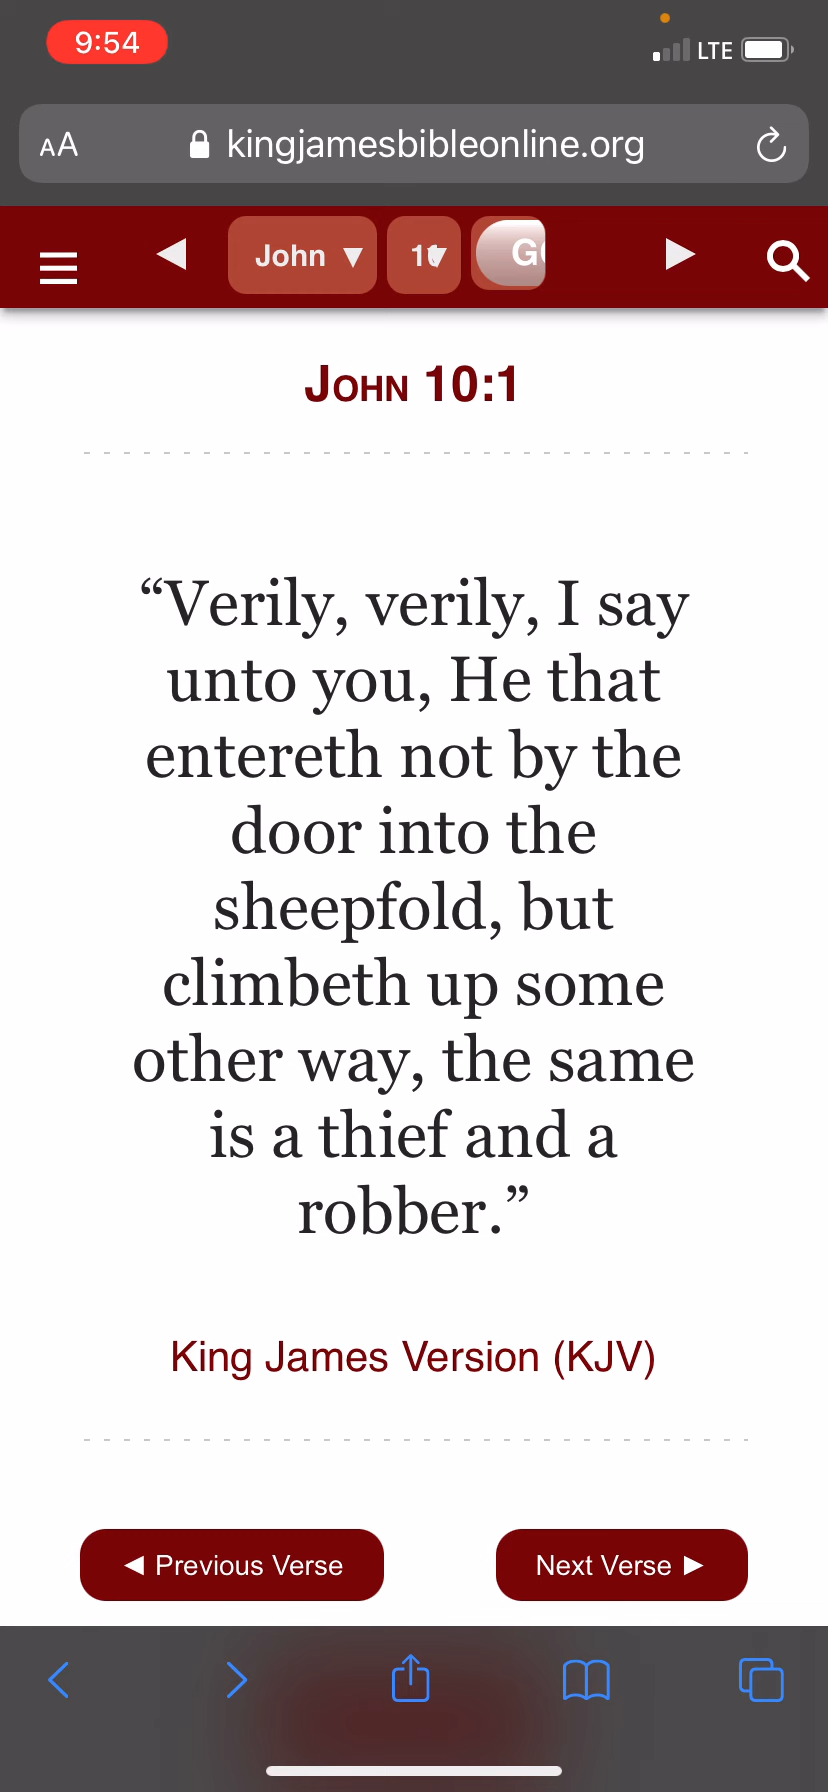 9:54
LTE
AA kingjamesbibleonline.org
John 10
JOHN 10:1
“Verily, verily, I say
unto you, He that
entereth not by the
door into the
sheepfold, but
climbeth up some
other way, the same
is a thief and a
robber.”
King James Version (KJV)
Previous Verse Next Verse